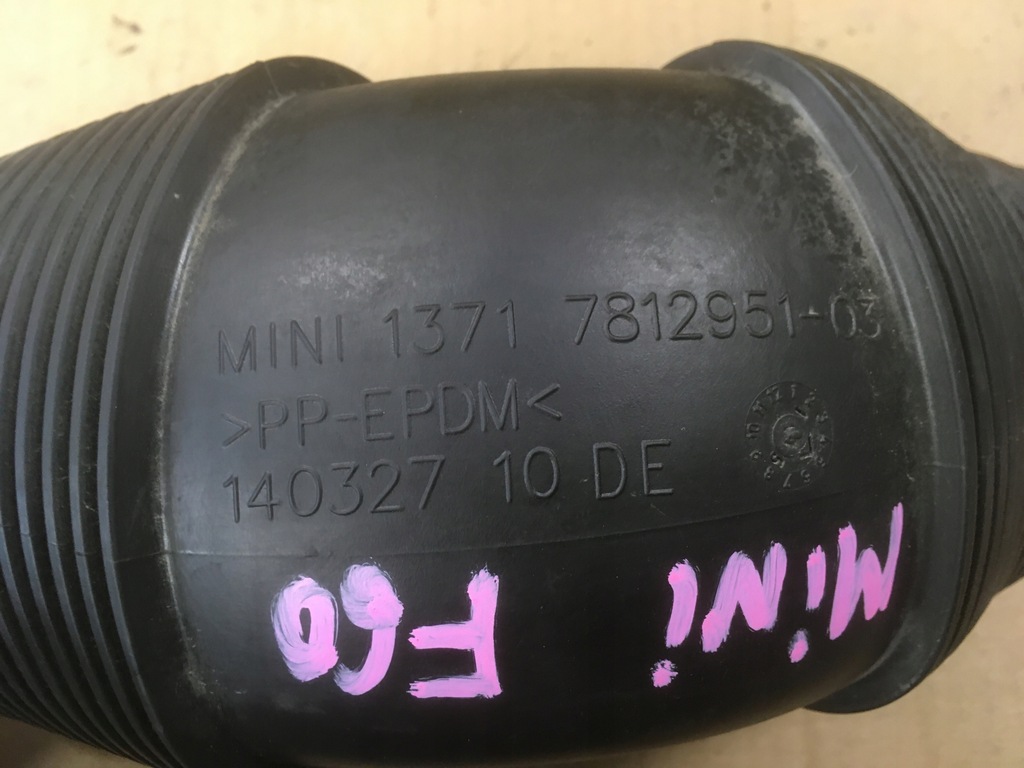 MINI 1371 7812951-03
>PP-EPDM<
140327 10 DE
MiNi F60